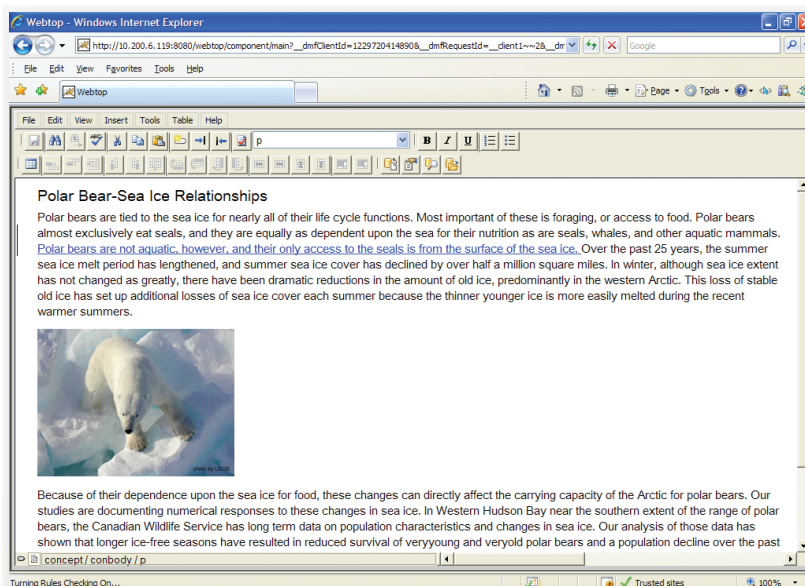 Webtop - Windows Internet Explorer
http://10.200.6.119:8080/webtop/component/main?__dmfClientId=1229720414890&__dmfRequestId=__client1~~2&__dr
Google
File Edit View Favorites Tools Help
Webtop
Page Tools
File Edit View Insert Tools Table Help
p
B I U
Polar Bear-Sea Ice Relationships
Polar bears are tied to the sea ice for nearly all of their life cycle functions. Most important of these is foraging, or access to food. Polar bears
almost exclusively eat seals, and they are equally as dependent upon the sea for their nutrition as are seals, whales, and other aquatic mammals.
Polar bears are not aquatic, however, and their only access to the seals is from the surface of the sea ice. Over the past 25 years, the summer
sea ice melt period has lengthened, and summer sea ice cover has declined by over half a million square miles. In winter, although sea ice extent
has not changed as greatly, there have been dramatic reductions in the amount of old ice, predominantly in the western Arctic. This loss of stable
old ice has set up additional losses of sea ice cover each summer because the thinner younger ice is more easily melted during the recent
warmer summers.
photo by USGS
Because of their dependence upon the sea ice for food, these changes can directly affect the carrying capacity of the Arctic for polar bears. Our
studies are documenting numerical responses to these changes in sea ice. In Western Hudson Bay near the southern extent of the range of polar
bears, the Canadian Wildlife Service has long term data on population characteristics and changes in sea ice. Our analysis of those data has
shown that longer ice-free seasons have resulted in reduced survival of veryyoung and veryold polar bears and a population decline over the past
concept / conbody / p
Turning Rules Checking On...
Trusted sites
100%